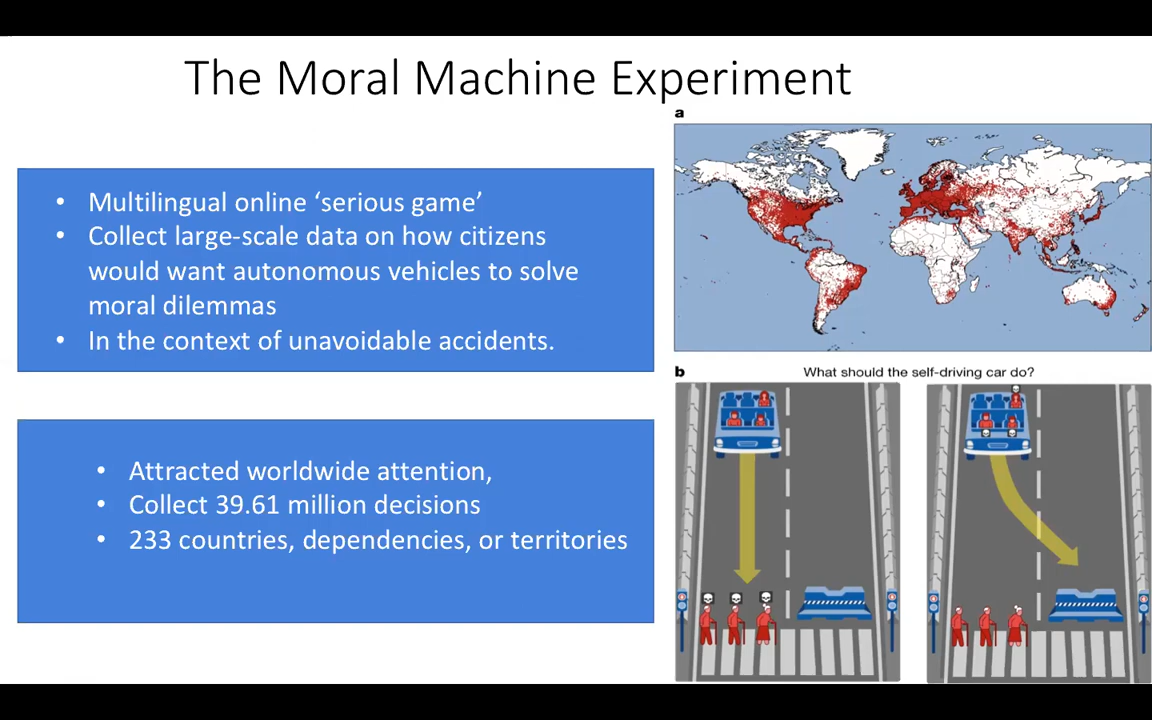 The Moral Machine Experiment
• Multilingual online ‘serious game’
• Collect large-scale data on how citizens
would want autonomous vehicles to solve
moral dilemmas
• In the context of unavoidable accidents.
• Attracted worldwide attention,
• Collect 39.61 million decisions
• 233 countries, dependencies, or territories
a
b What should the self-driving car do?